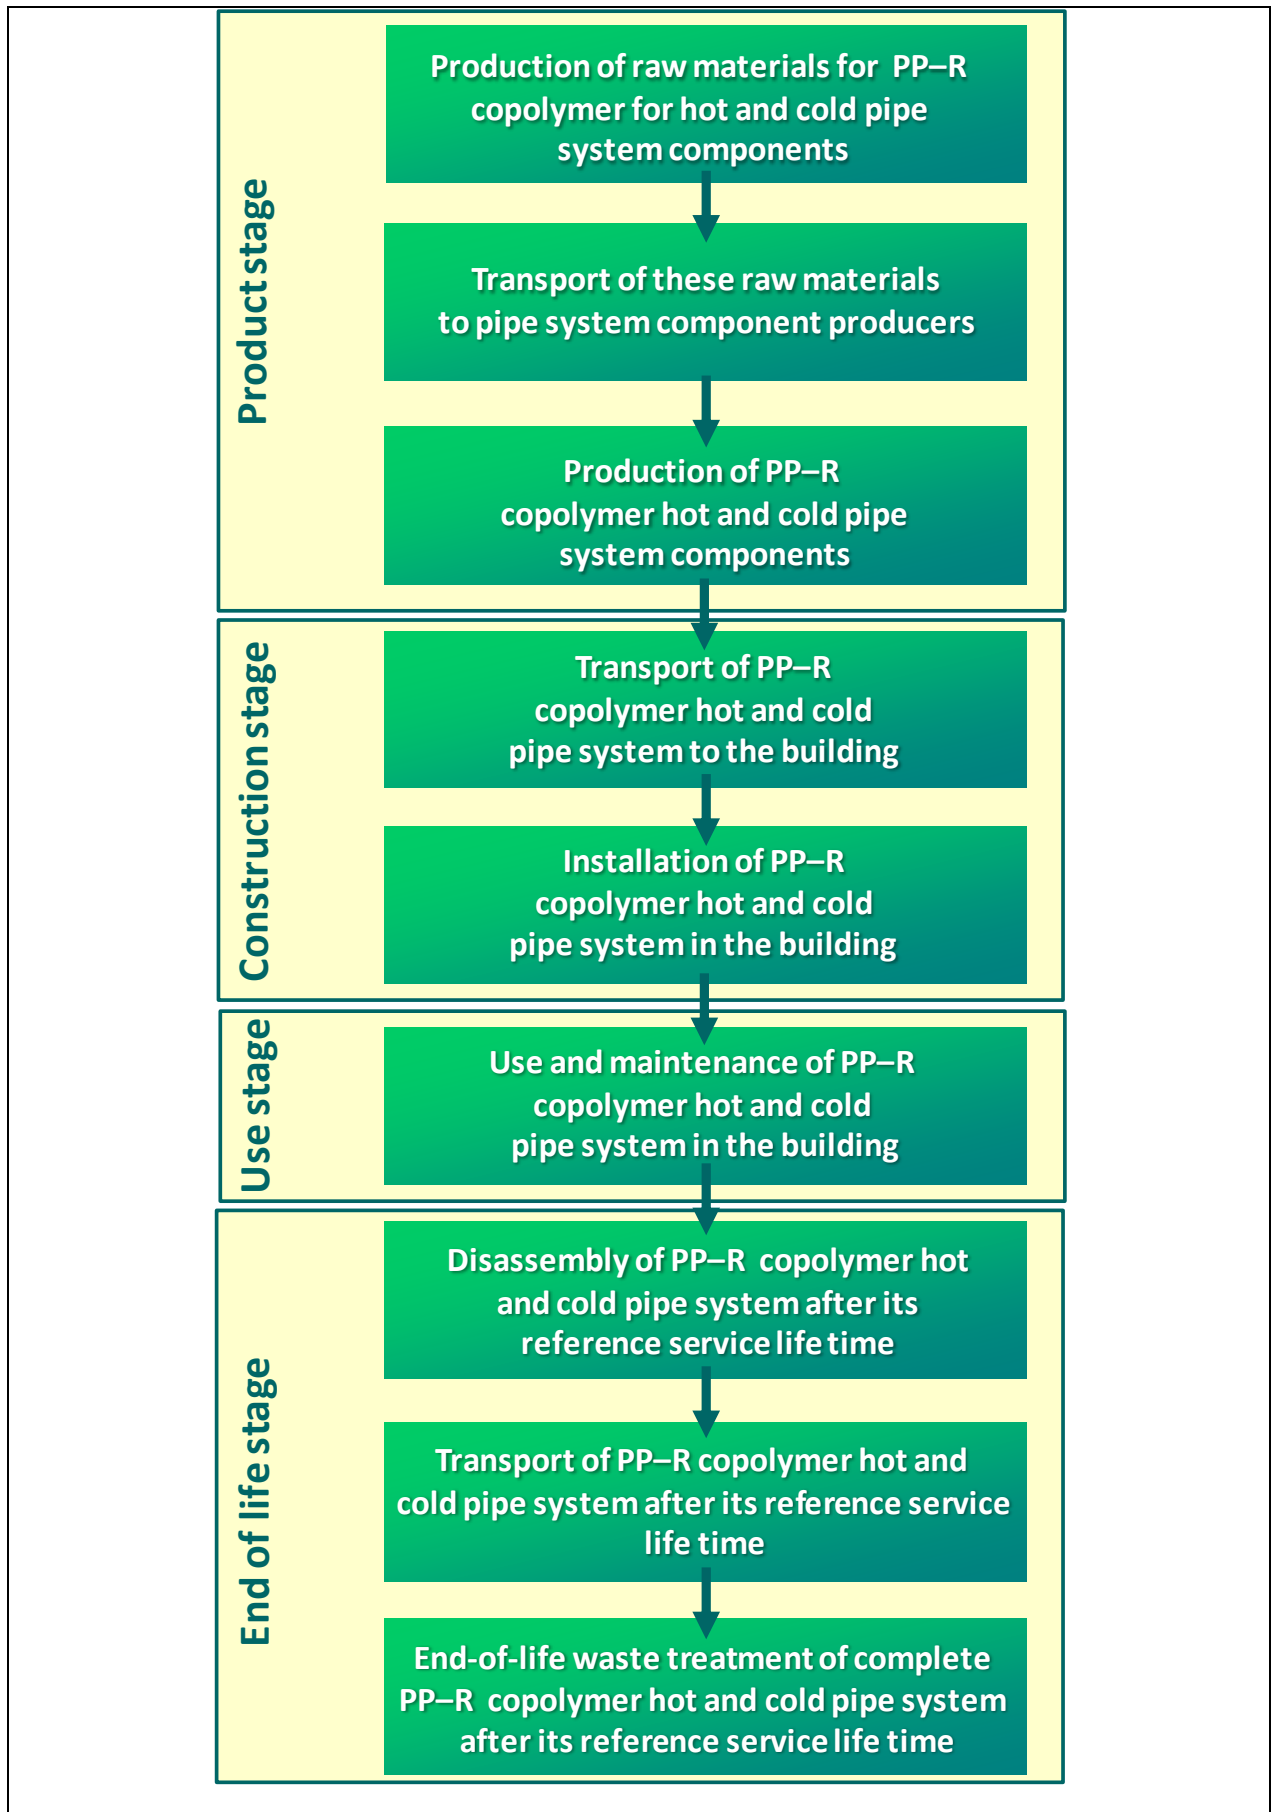 Product stage
Production of raw materials for PP–R
copolymer for hot and cold pipe
system components
Transport of these raw materials
to pipe system component producers
Production of PP–R
copolymer hot and cold pipe
system components
Construction stage
Transport of PP–R
copolymer hot and cold
pipe system to the building
Installation of PP–R
copolymer hot and cold
pipe system in the building
Use stage
Use and maintenance of PP–R
copolymer hot and cold
pipe system in the building
End of life stage
Disassembly of PP–R copolymer hot
and cold pipe system after its
reference service life time
Transport of PP–R copolymer hot and
cold pipe system after its reference service
life time
End-of-life waste treatment of complete
PP–R copolymer hot and cold pipe system
after its reference service life time